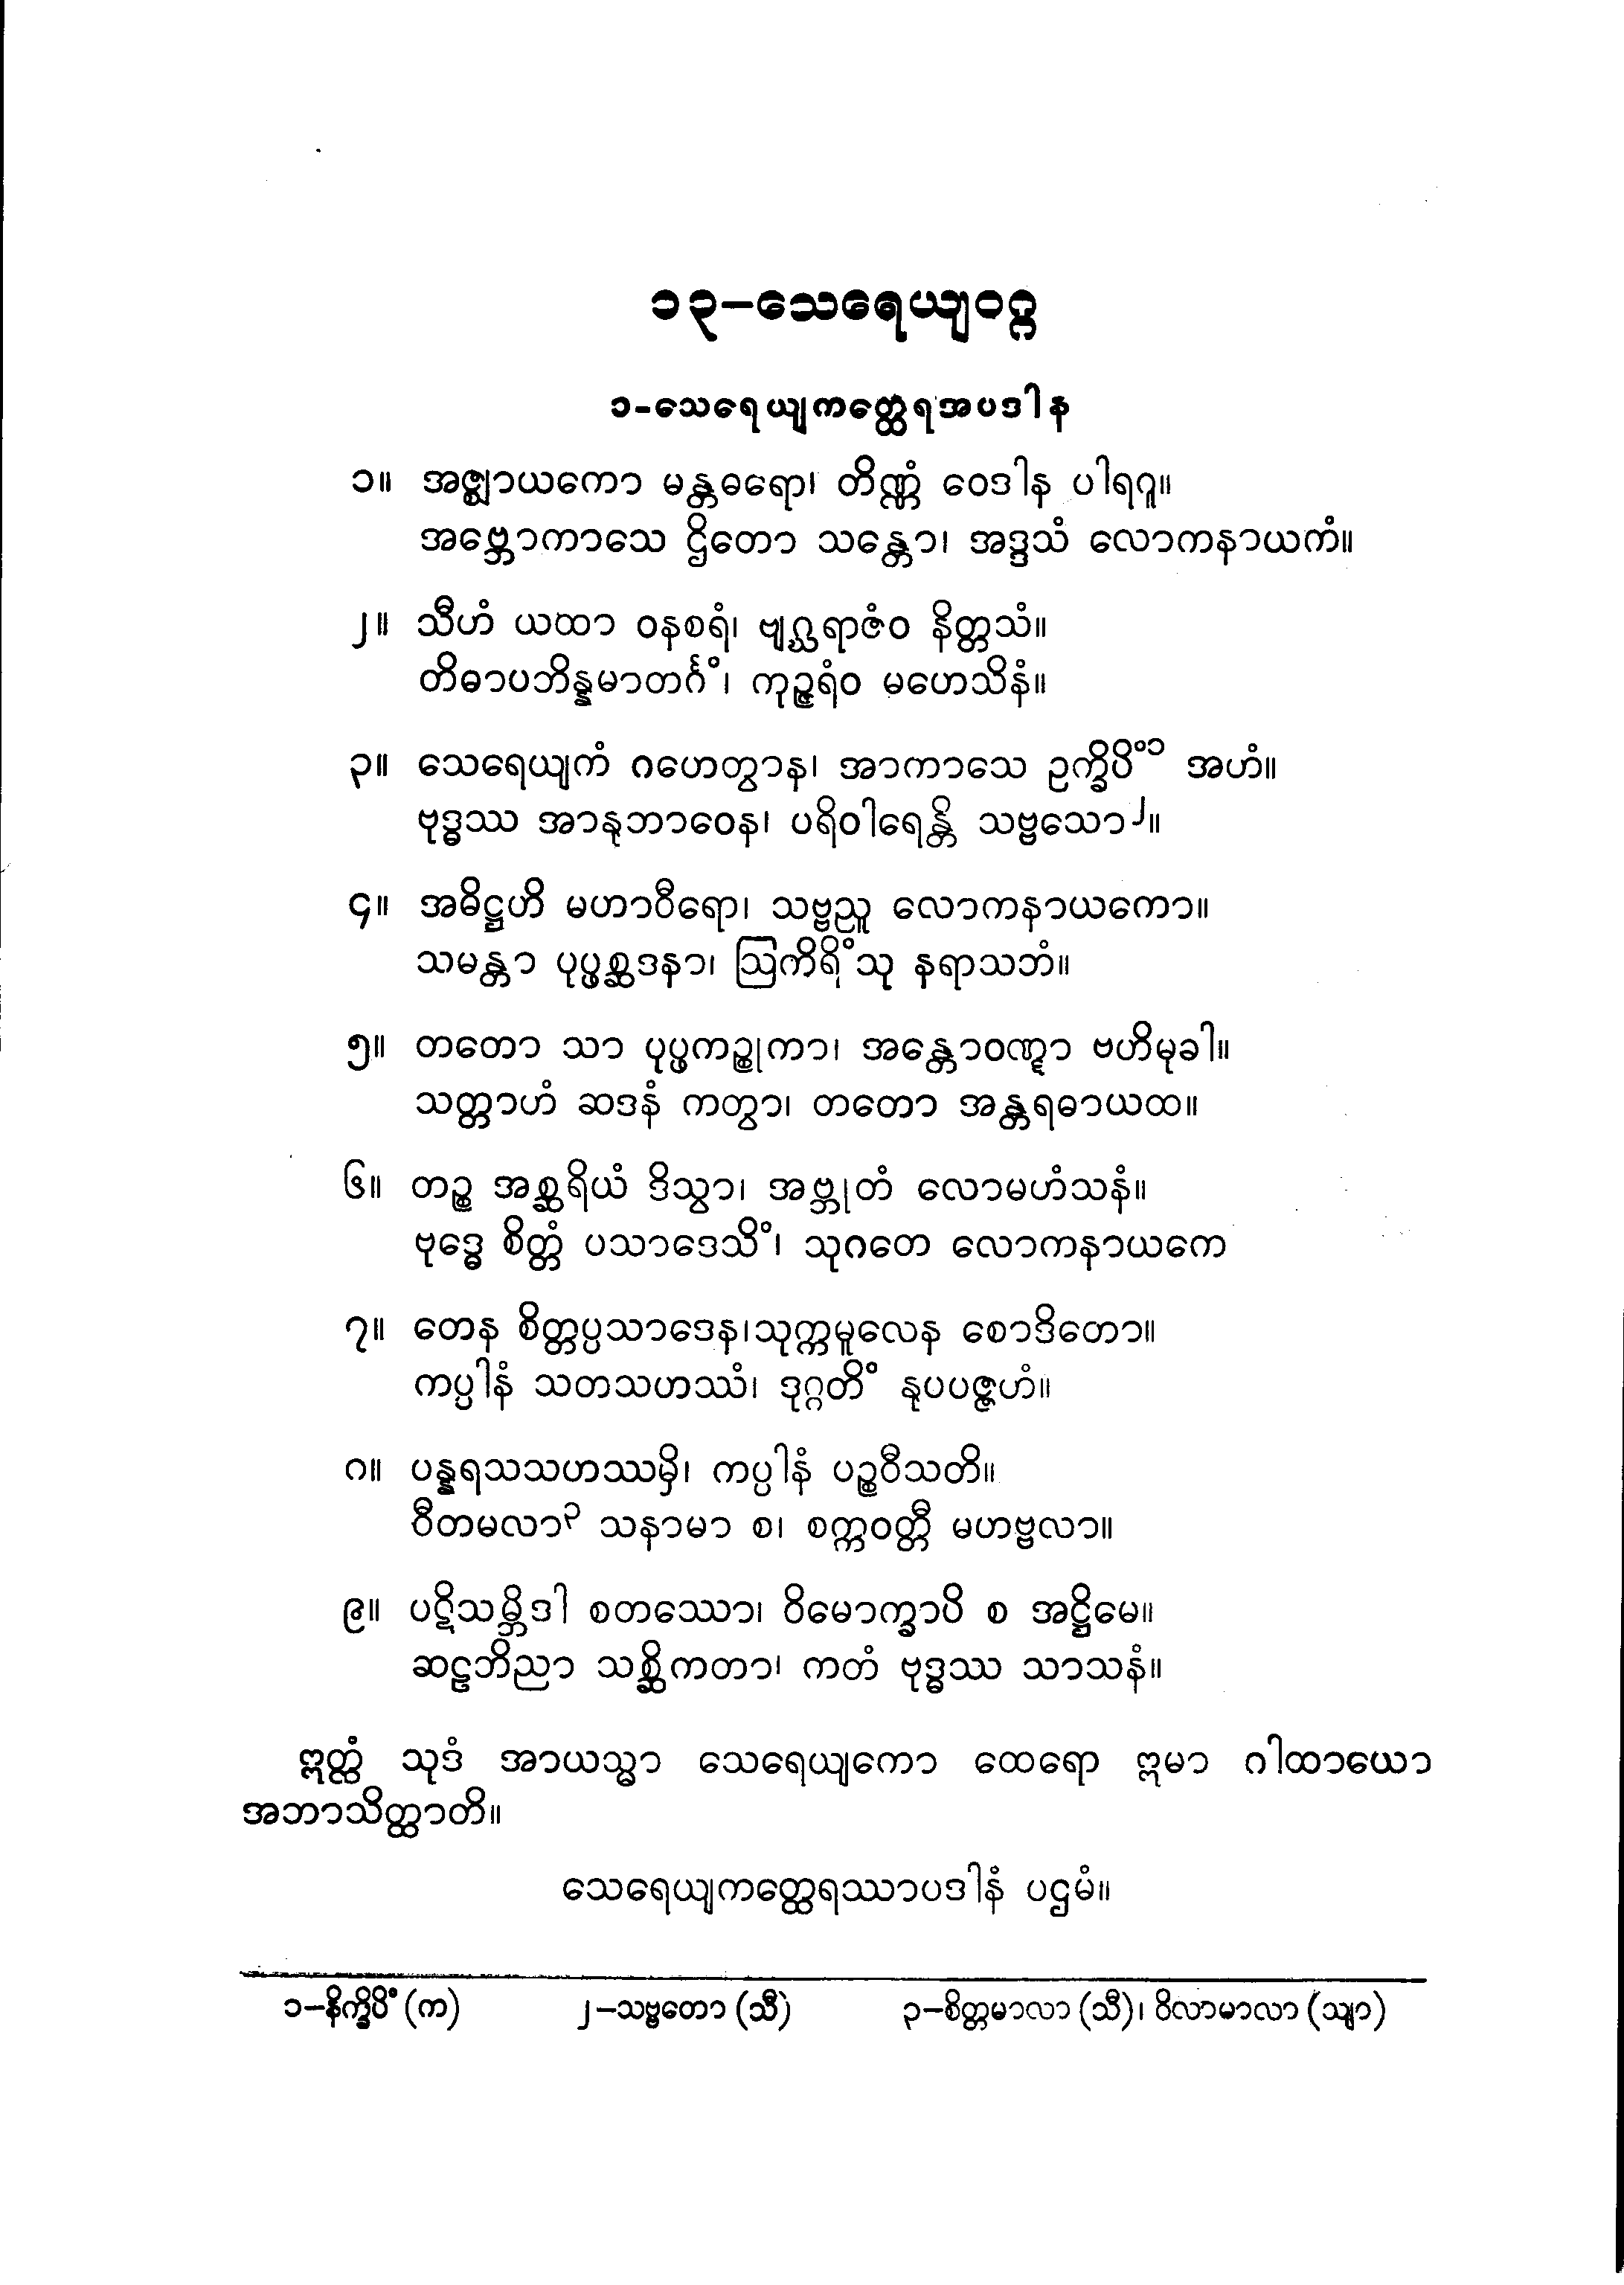 ၁၃–သေရေယျဝဂ္ဂ
၁-သေရေယျကတ္ထေရအပဒါန
၁။ အဇ္ဈာယကော မန္တဓရော၊ တိဏ္ဏံ ဝေဒါန ပါရဂူ။
အဗ္ဘောကာသေ ဌိတော သန္တော၊ အဒ္ဒသံ လောကနာယကံ။
၂။ သီဟံ ယထာ ဝနစရံ၊ ဗျဂ္ဃရာဇံဝ နိတ္တသံ။
တိဓာပဘိန္နမာတင်္ဂံ၊ ကုဉ္ဇရံဝ မဟေသိနံ။
၃။ သေရေယျကံ ဂဟေတွာန၊ အာကာသေ ဥက္ခိပိံ၁ အဟံ။
ဗုဒ္ဓဿ အာနုဘာဝေန၊ ပရိဝါရေန္တိ သဗ္ဗသော၂။
၄။ အဓိဋ္ဌဟိ မဟာဝီရော၊ သဗ္ဗညူ လောကနာယကော။
သမန္တာ ပုပ္ဖစ္ဆဒနာ၊ ဩကိရိံသု နရာသဘံ။
၅။ တတော သာ ပုပ္ဖကဉ္စုကာ၊ အန္တောဝဏ္ဋာ ဗဟိမုခါ။
သတ္တာဟံ ဆဒနံ ကတွာ၊ တတော အန္တရဓာယထ။
၆။ တဉ္စ အစ္ဆရိယံ ဒိသွာ၊ အဗ္ဘုတံ လောမဟံသနံ။
ဗုဒ္ဓေ စိတ္တံ ပသာဒေသိံ၊ သုဂတေ လောကနာယကေ
၇။ တေန စိတ္တပ္ပသာဒေန၊သုက္ကမူလေန စောဒိတော။
ကပ္ပါနံ သတသဟဿံ၊ ဒုဂ္ဂတိံ နုပပဇ္ဇဟံ။
၈။ ပန္နရသသဟဿမှိ၊ ကပ္ပါနံ ပဉ္စဝီသတိ။
ဝီတမလာ၃ သနာမာ စ၊ စက္ကဝတ္တီ မဟဗ္ဗလာ။
၉။ ပဋိသမ္ဘိဒါ စတဿော၊ ဝိမောက္ခာပိ စ အဋ္ဌိမေ။
ဆဠဘိညာ သစ္ဆိကတာ၊ ကတံ ဗုဒ္ဓဿ သာသနံ။
ဣတ္ထံ သုဒံ အာယသ္မာ သေရေယျကော ထေရော ဣမာ ဂါထာယော
အဘာသိတ္ထာတိ။
သေရေယျကတ္ထေရဿာပဒါနံ ပဌမံ။
၁–နိက္ခိပိံ (က) ၂–သဗ္ဗတော (သီ) ၃–စိတ္တမာလာ (သီ)၊ ဝိလာမာလာ (သျာ)